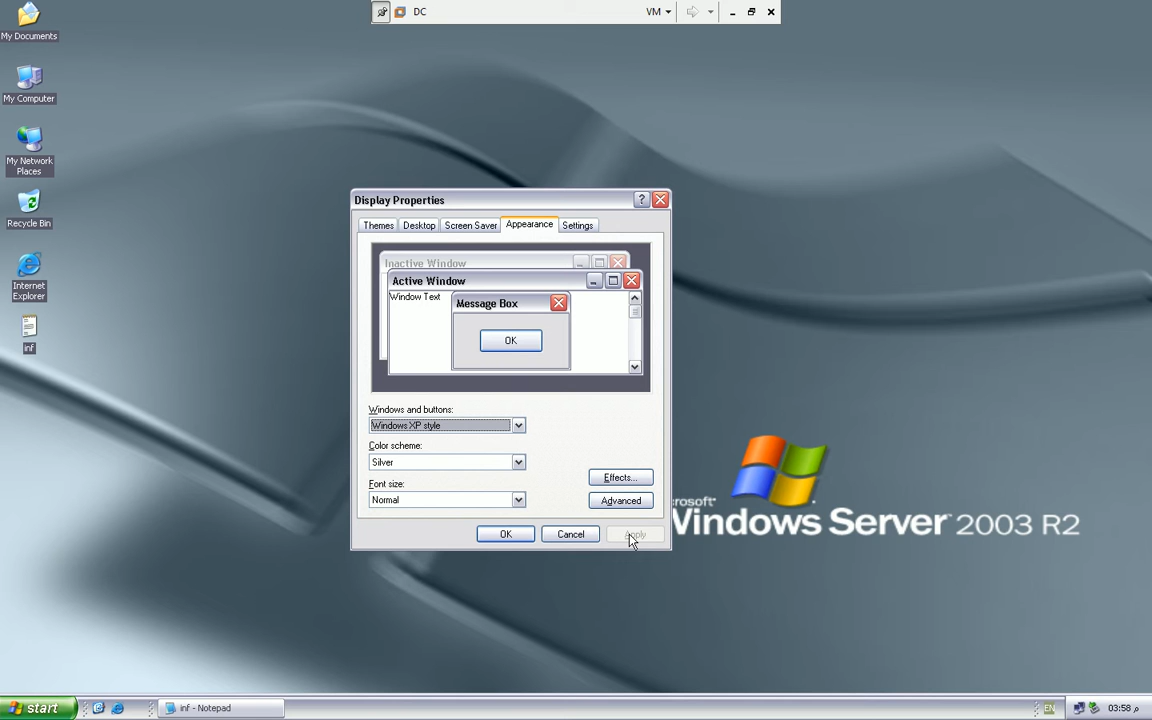 DC
VM
My Documents
My Computer
My Network
Places
Recycle Bin
Internet
Explorer
inf
Display Properties
Themes
Desktop
Screen Saver
Appearance
Settings
Inactive Window
Active Window
Window Text
Message Box
OK
Windows and buttons:
Windows XP style
Color scheme:
Silver
Font size:
Normal
Effects...
Advanced
OK
Cancel
Apply
Windows Server 2003 R2
start
inf - Notepad
EN
03:58 م